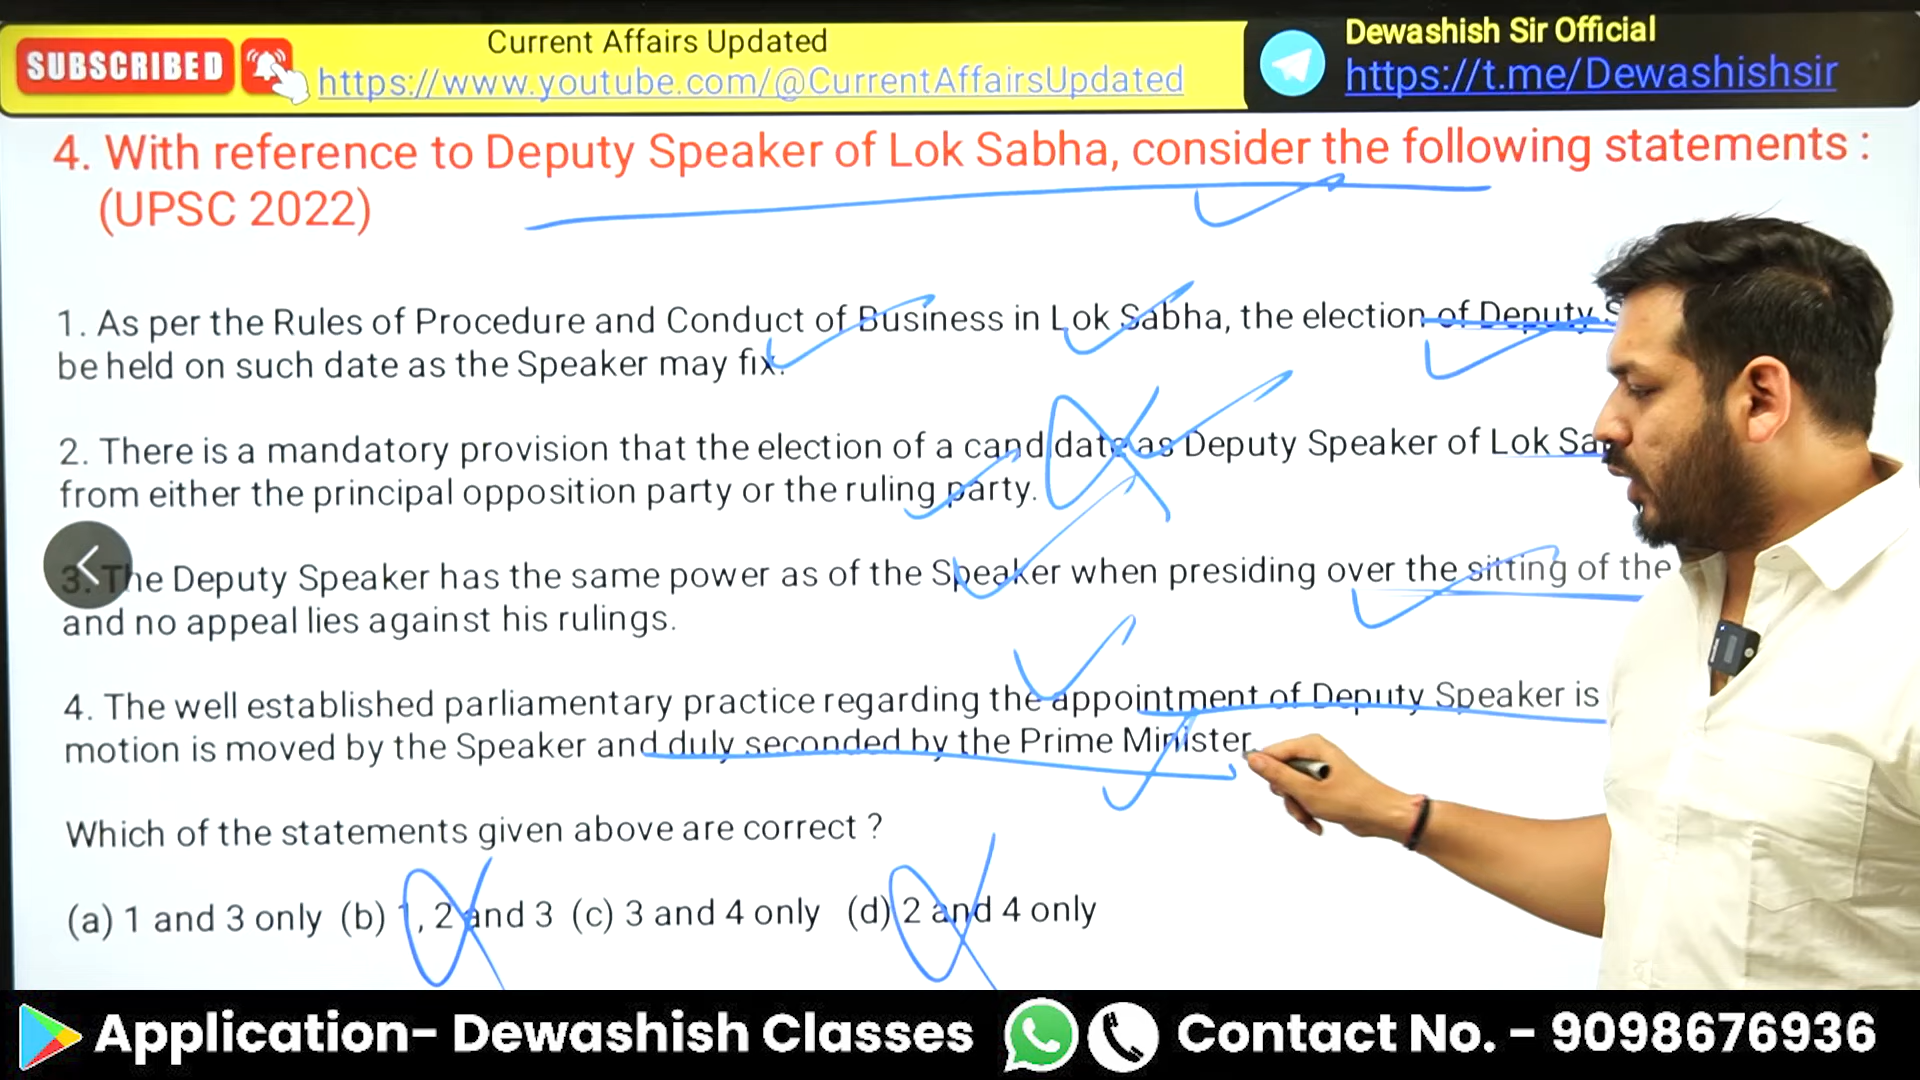 SUBSCRIBED
Current Affairs Updated
https://www.youtube.com/@CurrentAffairsUpdated
Dewashish Sir Official
https://t.me/Dewashishsir
4. With reference to Deputy Speaker of Lok Sabha, consider the following statements :
(UPSC 2022)
1. As per the Rules of Procedure and Conduct of Business in Lok Sabha, the election of Deputy
be held on such date as the Speaker may fix.
2. There is a mandatory provision that the election of a candidate as Deputy Speaker of Lok
from either the principal opposition party or the ruling party.
3. The Deputy Speaker has the same power as of the Speaker when presiding over the sitting of the
and no appeal lies against his rulings.
4. The well established parliamentary practice regarding the appointment of Deputy Speaker is
motion is moved by the Speaker and duly seconded by the Prime Minister.
Which of the statements given above are correct ?
(a) 1 and 3 only (b) 1, 2 and 3 (c) 3 and 4 only (d) 2 and 4 only
Application- Dewashish Classes
Contact No. - 9098676936